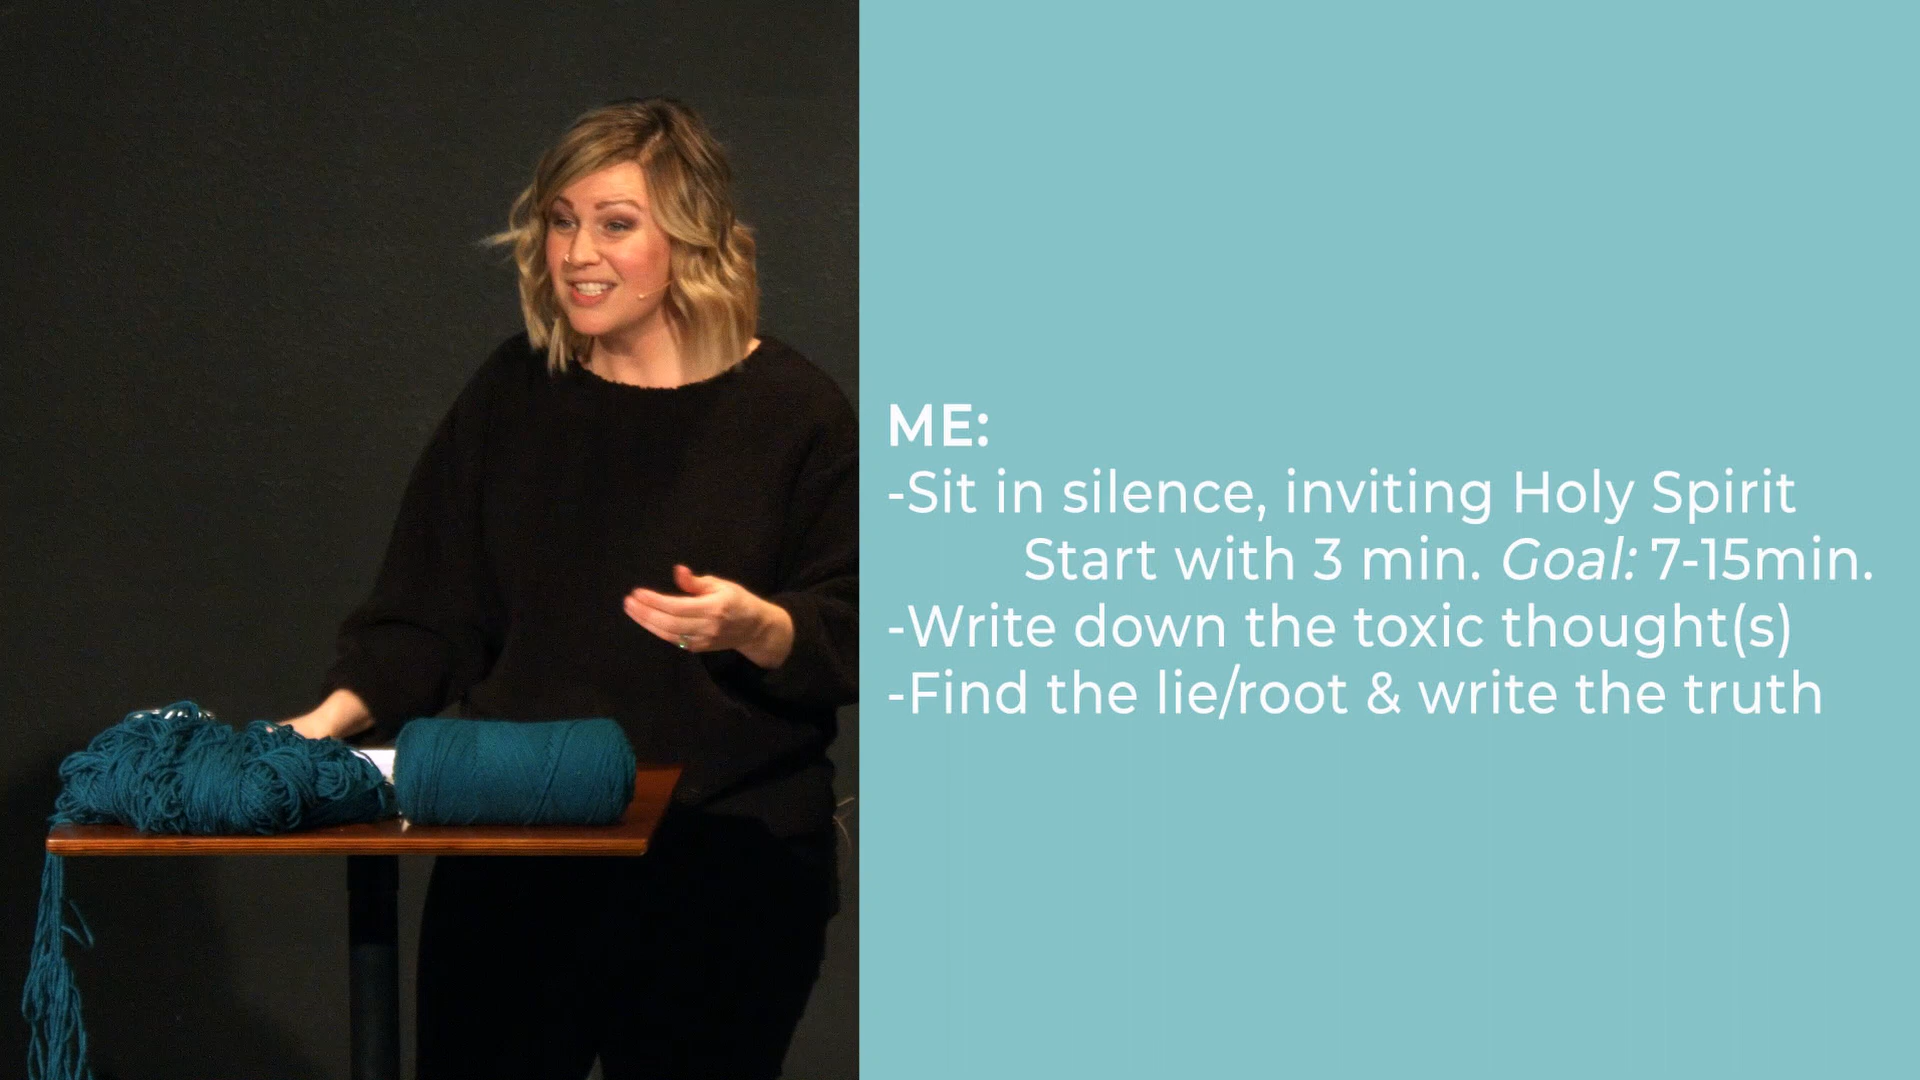 ME:
-Sit in silence, inviting Holy Spirit
Start with 3 min. Goal: 7-15min.
-Write down the toxic thought(s)
-Find the lie/root & write the truth